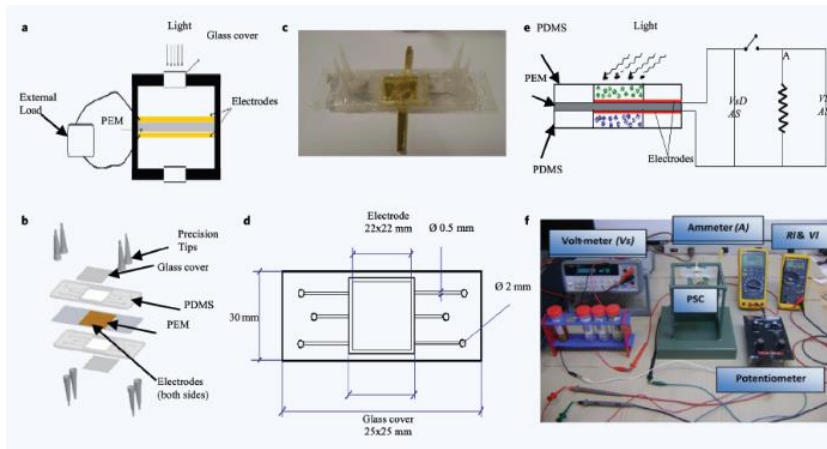 a
Light
Glass cover
External
Load
PEM
Electrodes
b
Precision
Tips
Glass cover
PDMS
PEM
Electrodes
(both sides)
c
d
Electrode
22x22 mm
Ø 0.5 mm
Ø 2 mm
30 mm
Glass cover
25x25 mm
e
PDMS
Light
PEM
A
VsD
AS
Electrodes
PDMS
f
Volt-meter (Vs)
Ammeter (A)
RI & VI
PSC
Potentiometer